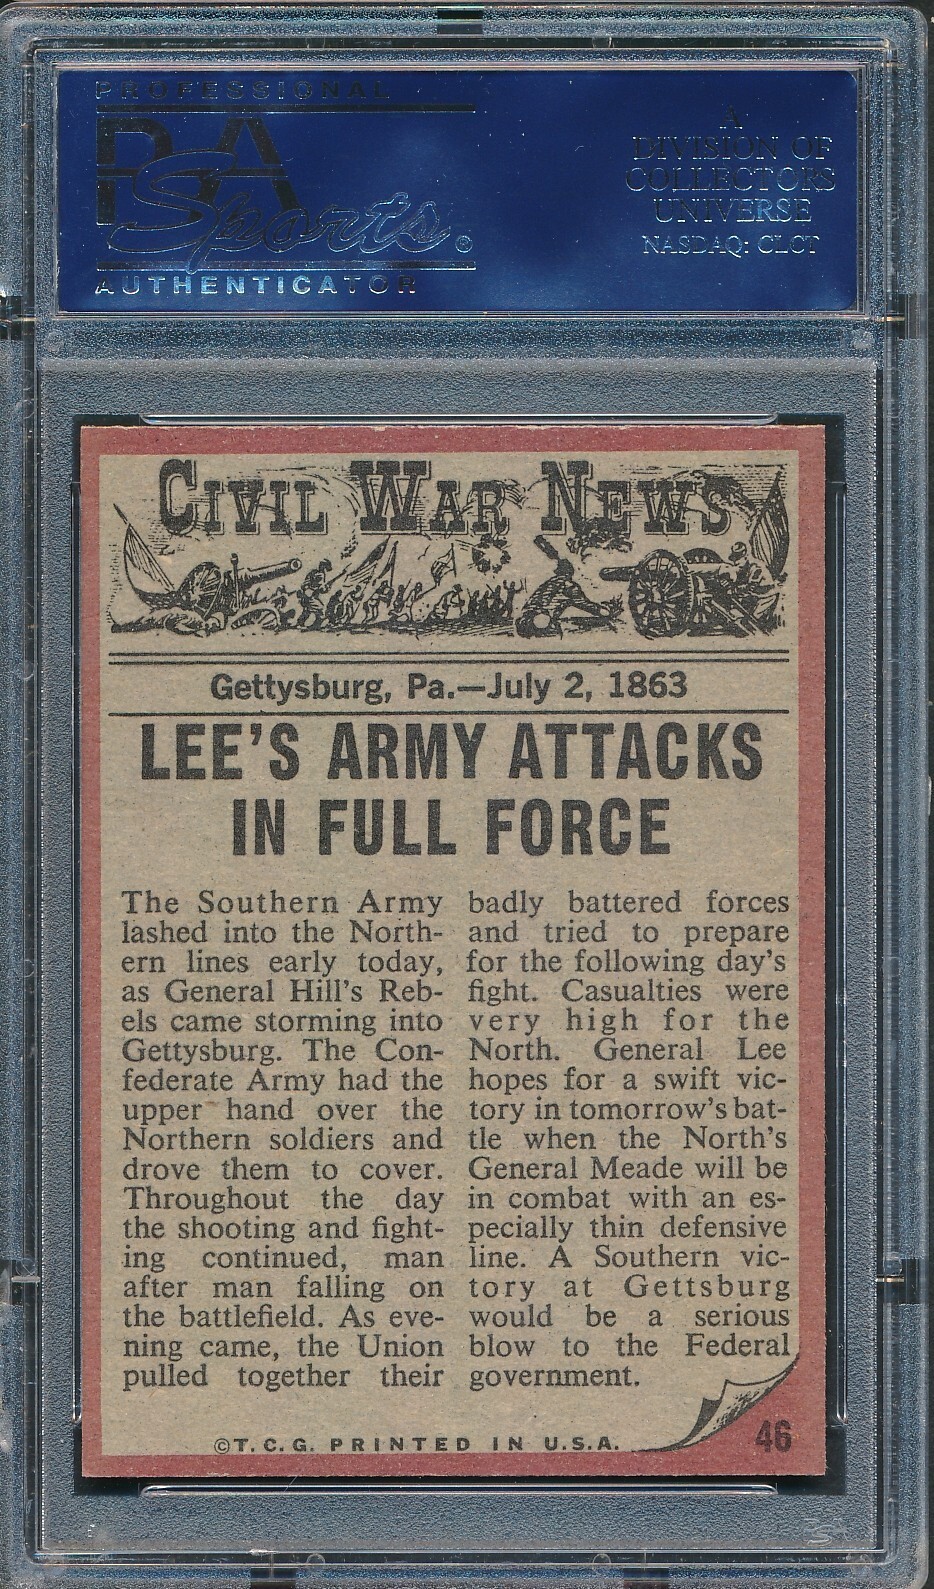 PROFESSIONAL
PSA
Sports®
AUTHENTICATOR
A
DIVISION OF
COLLECTORS
UNIVERSE
NASDAQ: CLCT
CIVIL WAR NEWS
Gettysburg, Pa.—July 2, 1863
LEE'S ARMY ATTACKS
IN FULL FORCE
The Southern Army
lashed into the North-
ern lines early today,
as General Hill's Reb-
els came storming into
Gettysburg. The Con-
federate Army had the
upper hand over the
Northern soldiers and
drove them to cover.
Throughout the day
the shooting and fight-
ing continued, man
after man falling on
the battlefield. As eve-
ning came, the Union
pulled together their
badly battered forces
and tried to prepare
for the following day's
fight. Casualties were
very high for the
North. General Lee
hopes for a swift vic-
tory in tomorrow's bat-
tle when the North's
General Meade will be
in combat with an es-
pecially thin defensive
line. A Southern vic-
tory at Gettsburg
would be a serious
blow to the Federal
government.
©T.C.G. PRINTED IN U.S.A.
46